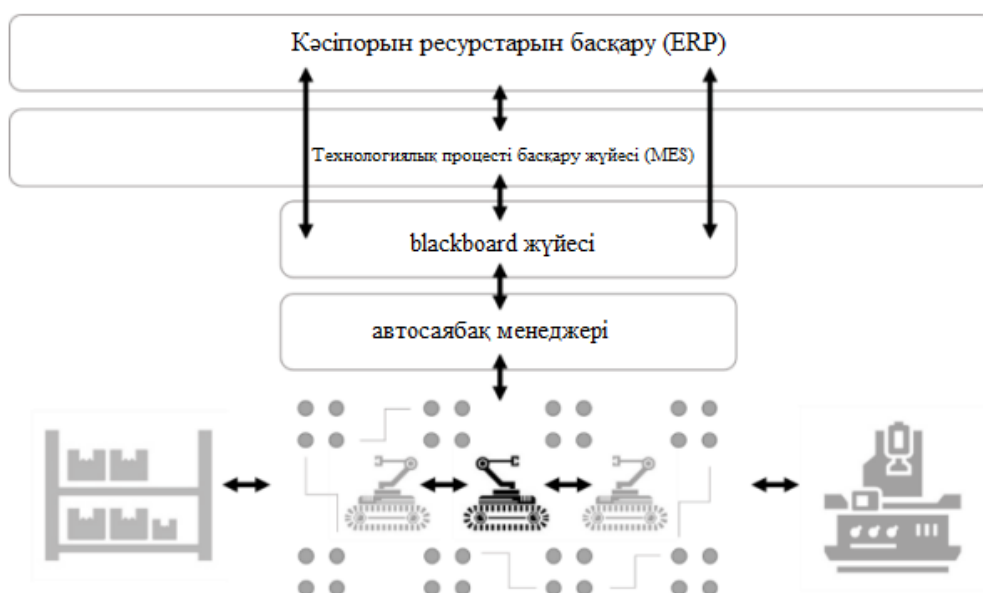 Кәсіпорын ресурстарын басқару (ERP)
Технологиялық процесті басқару жүйесі (MES)
blackboard жүйесі
автосаябақ менеджері